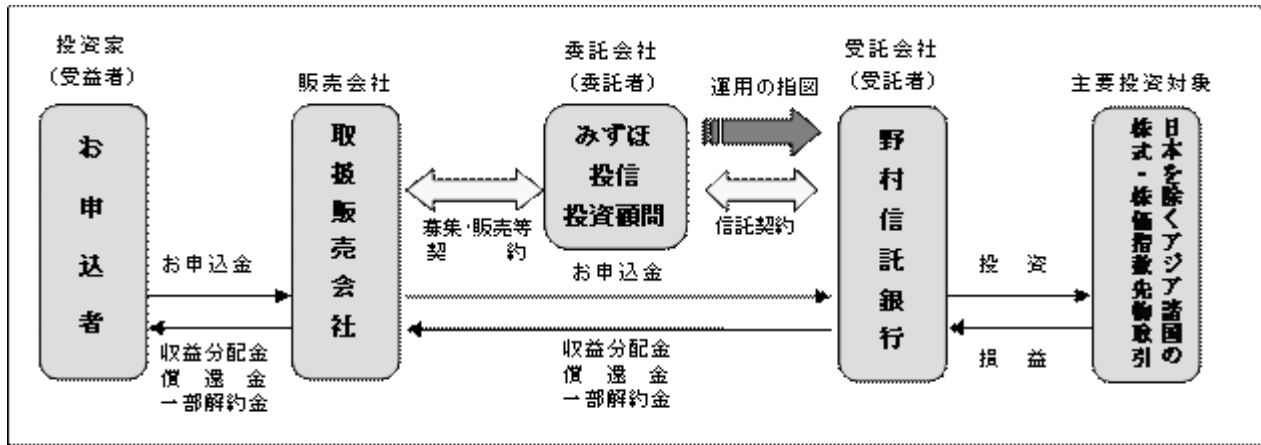 投資家
（受益者）
お申込者
販売会社
取扱販売会社
委託会社
（委託者）
みずほ
投信
投資顧問
受託会社
（受託者）
野村信託銀行
主要投資対象
日本を除くアジア諸国の
株式・株価指数先物取引
運用の指図
募集・販売等
契　約
信託契約
お申込金
お申込金
投　資
収益分配金
償　還　金
一部解約金
収益分配金
償　還　金
一部解約金
損　益